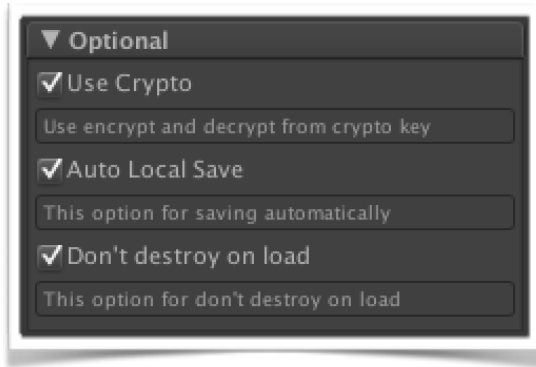 Optional
Use Crypto
Use encrypt and decrypt from crypto key
Auto Local Save
This option for saving automatically
Don't destroy on load
This option for don't destroy on load